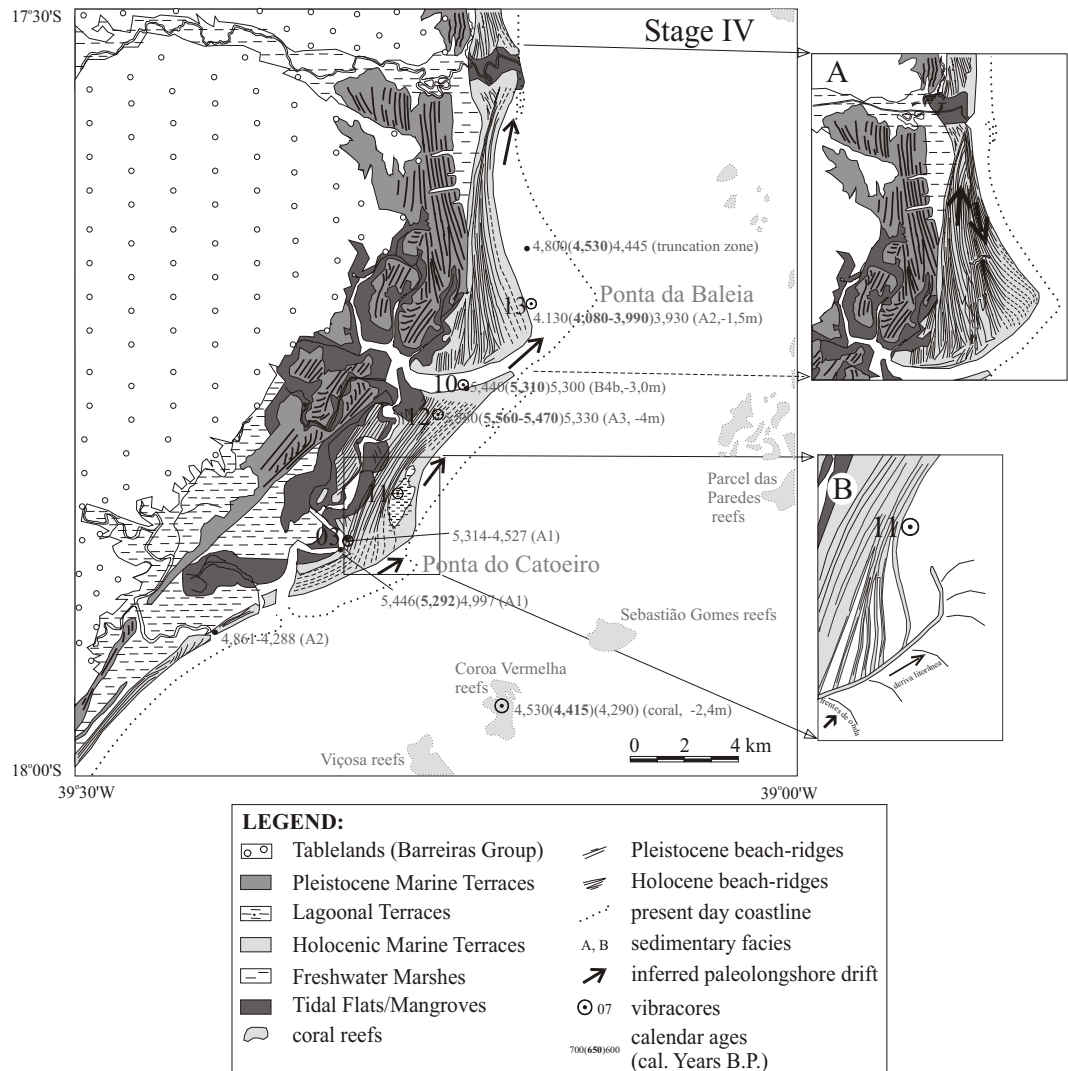 17°30'S
Stage IV
A
4,800(4,530)4,445 (truncation zone)
Ponta da Baleia
13
4.130(4,080-3,990)3,930 (A2,-1,5m)
10
5,440(5,310)5,300 (B4b,-3,0m)
12
(5,560-5,470)5,330 (A3, -4m)
Parcel das
Paredes
reefs
B
11
11
03
5,314-4,527 (A1)
Ponta do Catoeiro
5,446(5,292)4,997 (A1)
Sebastião Gomes reefs
4,861-4,288 (A2)
deriva litorânea
frentes de onda
Coroa Vermelha
reefs
4,530(4,415)(4,290) (coral, -2,4m)
Viçosa reefs
0 2 4 km
18°00'S
39°30'W
39°00'W
LEGEND:
Tablelands (Barreiras Group)
Pleistocene Marine Terraces
Lagoonal Terraces
Holocenic Marine Terraces
Freshwater Marshes
Tidal Flats/Mangroves
coral reefs
Pleistocene beach-ridges
Holocene beach-ridges
present day coastline
A, B sedimentary facies
inferred paleolongshore drift
07 vibracores
700(650)600 calendar ages
(cal. Years B.P.)